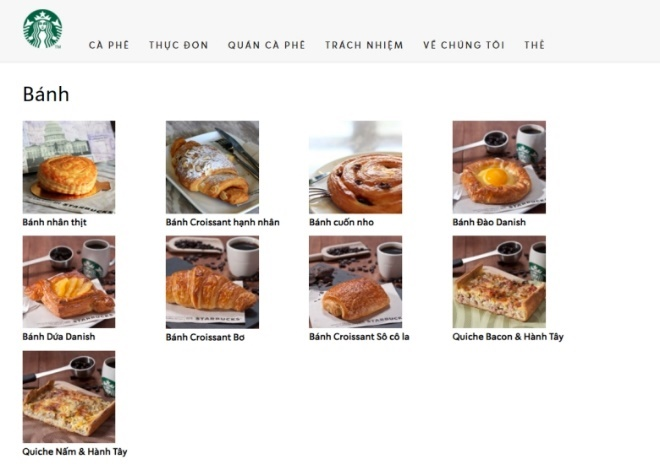 CÀ PHÊ THỰC ĐƠN QUÁN CÀ PHÊ TRÁCH NHIỆM VỀ CHÚNG TÔI THẺ
Bánh
Bánh nhân thịt Bánh Croissant hạnh nhân Bánh cuốn nho Bánh Đào Danish
Bánh Dứa Danish Bánh Croissant Bơ Bánh Croissant Sô cô la Quiche Bacon & Hành Tây
Quiche Nấm & Hành Tây